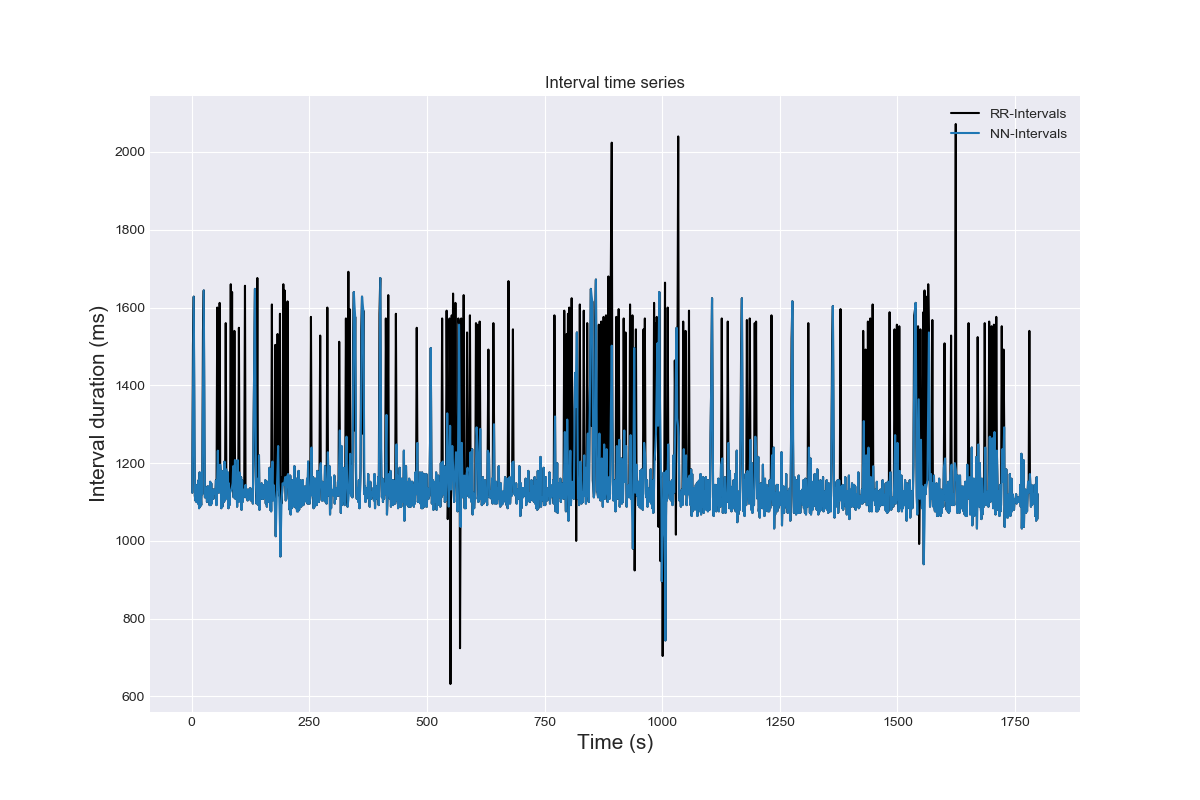 Interval time series
RR-Intervals
NN-Intervals
Interval duration (ms)
2000
1800
1600
1400
1200
1000
800
600
0 250 500 750 1000 1250 1500 1750
Time (s)